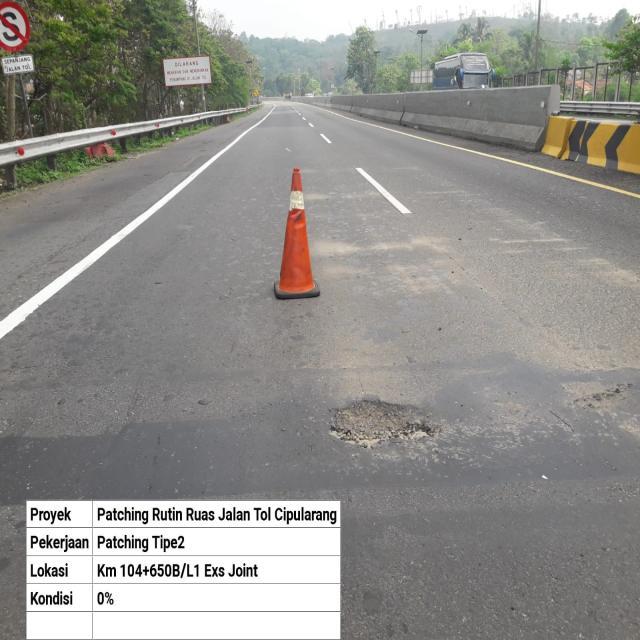 S
SEPANJANG
JALAN TOL
DILARANG
Proyek Patching Rutin Ruas Jalan Tol Cipularang
Pekerjaan Patching Tipe2
Lokasi Km 104+650B/L1 Exs Joint
Kondisi 0%